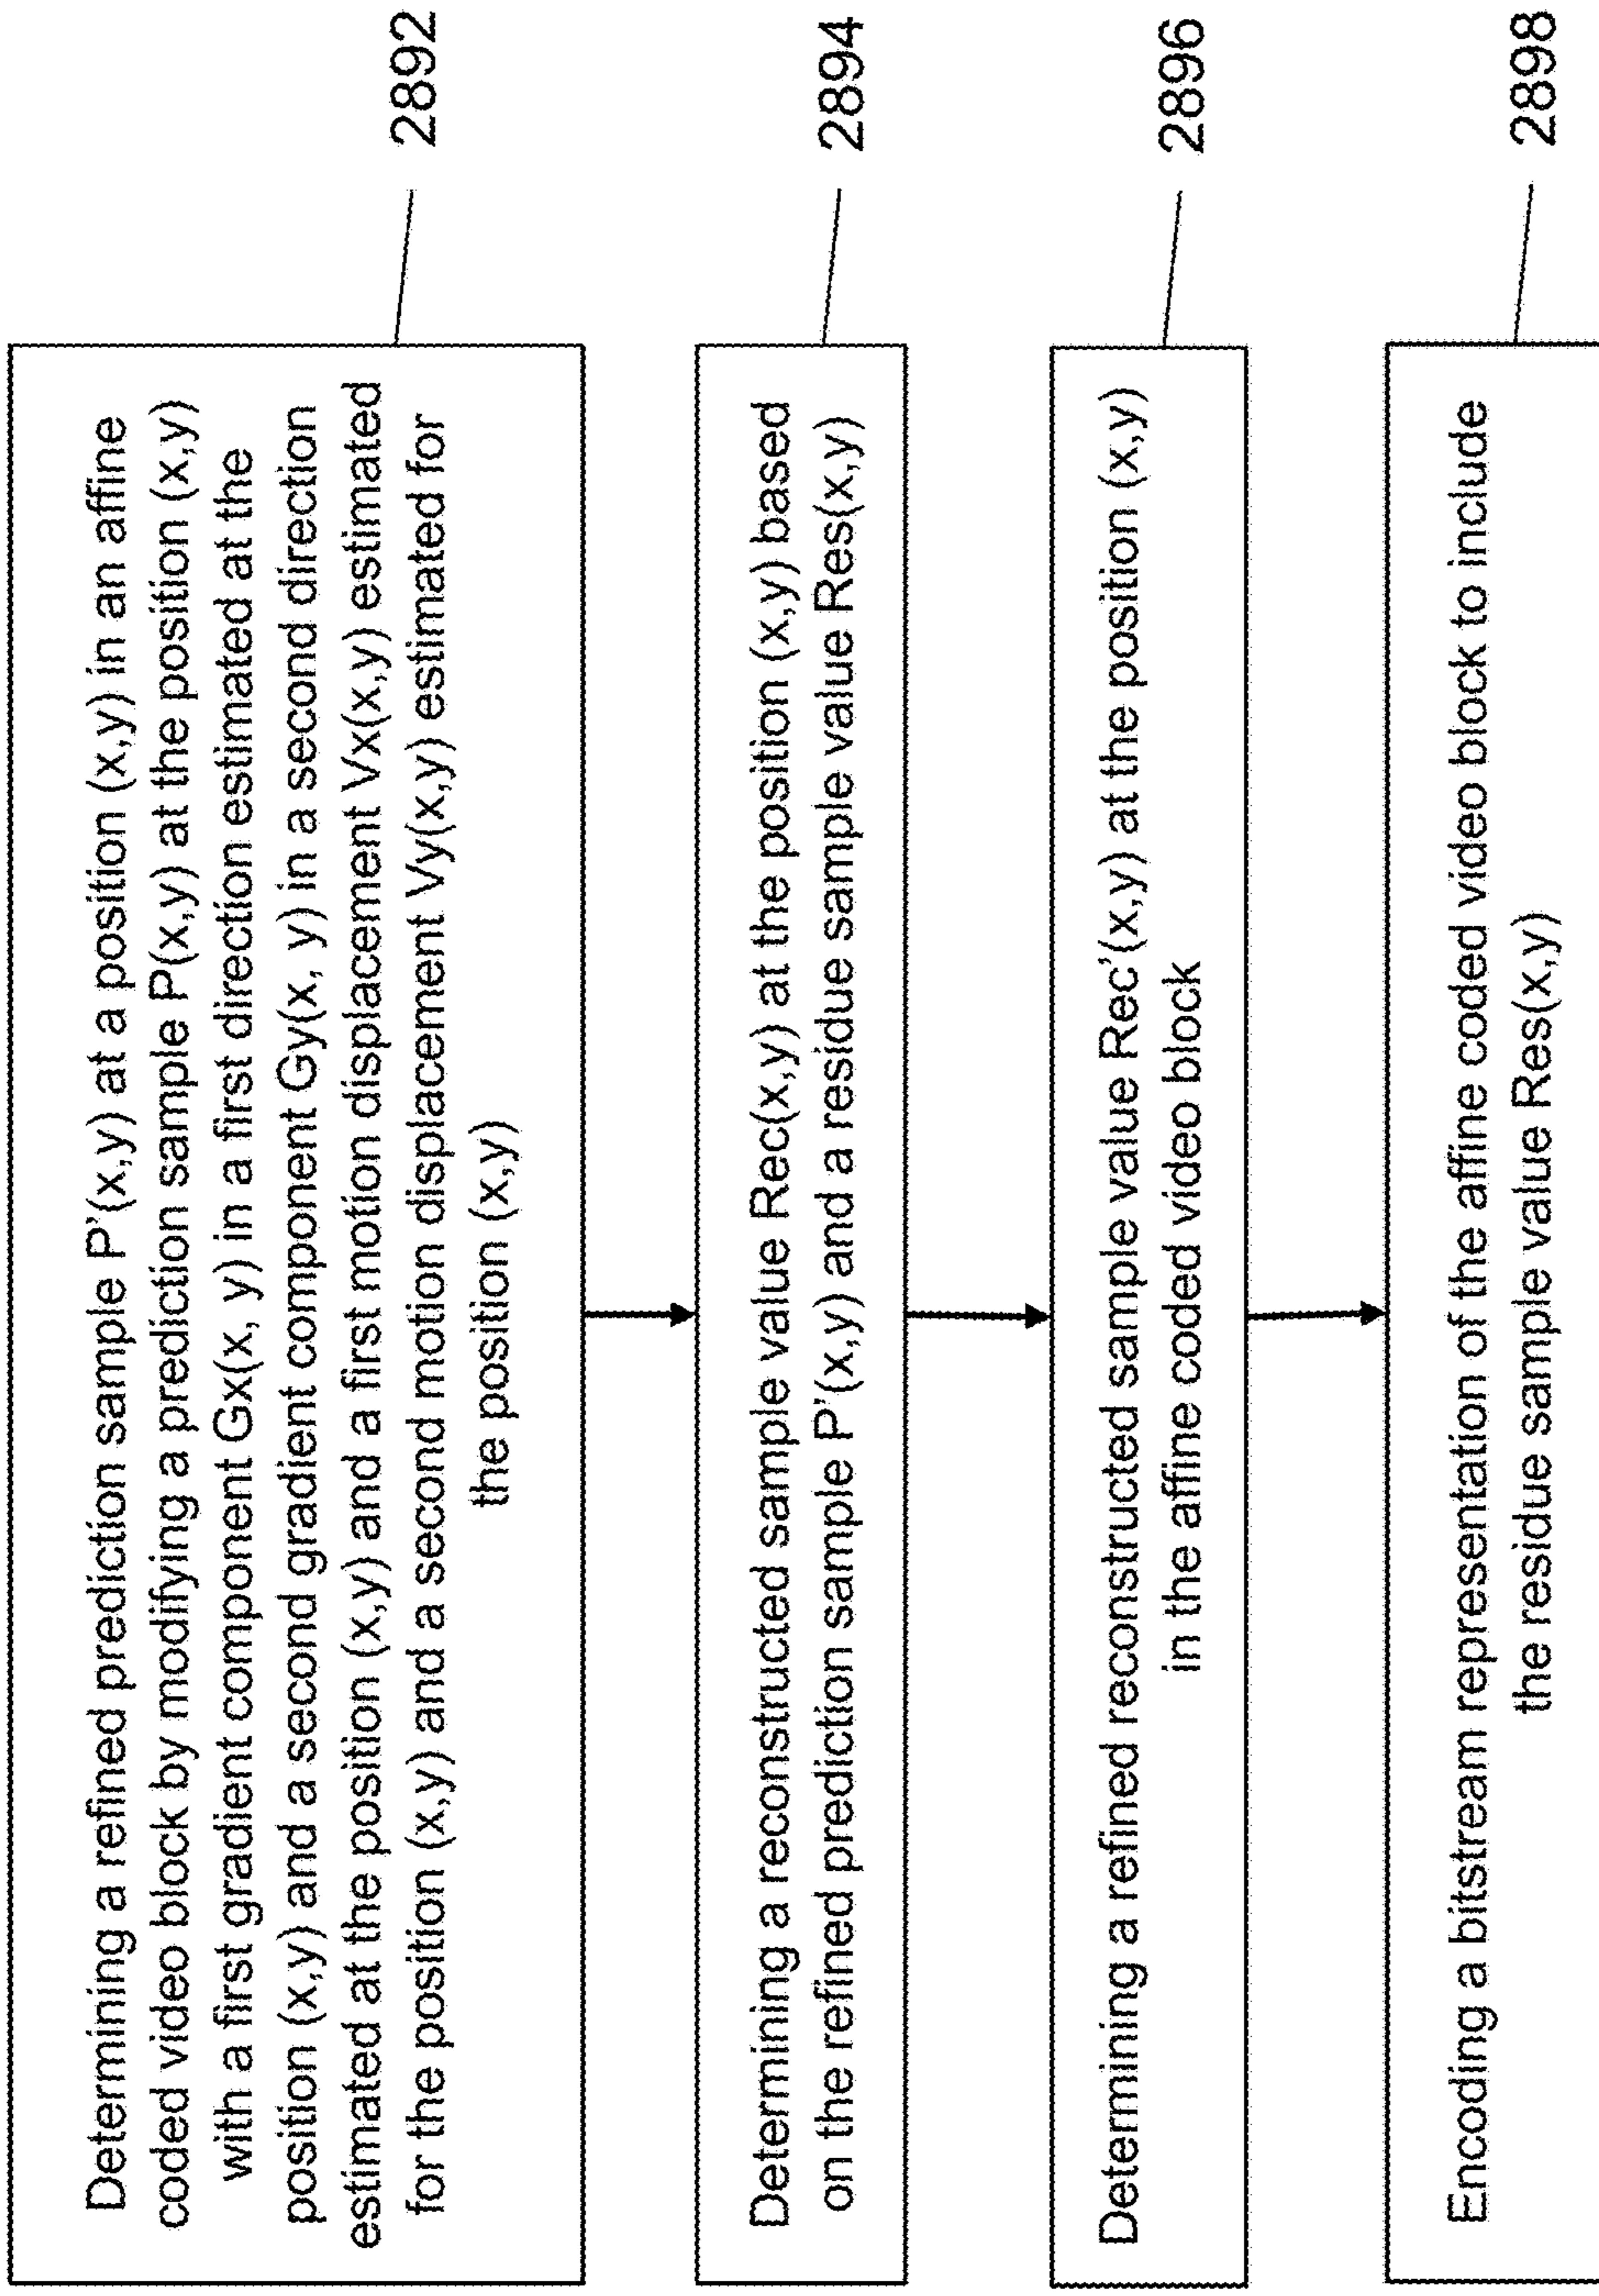 Determining a refined prediction sample P'(x,y) at a position (x,y) in an affine
coded video block by modifying a prediction sample P(x,y) at the position (x,y)
with a first gradient component Gx(x, y) in a first direction estimated at the
position (x,y) and a second gradient component Gy(x, y) in a second direction
estimated at the position (x,y) and a first motion displacement Vx(x,y) estimated
for the position (x,y) and a second motion displacement Vy(x,y) estimated for
the position (x,y)
2892
Determining a reconstructed sample value Rec(x,y) at the position (x,y) based
on the refined prediction sample P'(x,y) and a residue sample value Res(x,y)
2894
Determining a refined reconstructed sample value Rec'(x,y) at the position (x,y)
in the affine coded video block
2896
Encoding a bitstream representation of the affine coded video block to include
the residue sample value Res(x,y)
2898